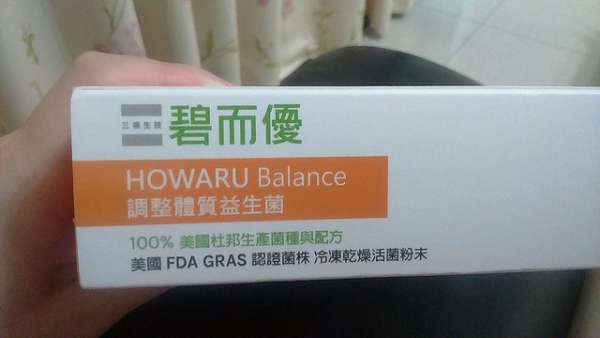 碧而優
HOWARU Balance
調整體質益生菌
100% 美國杜邦生產菌種與配方
美國 FDA GRAS 認證菌株 冷凍乾燥活菌粉末